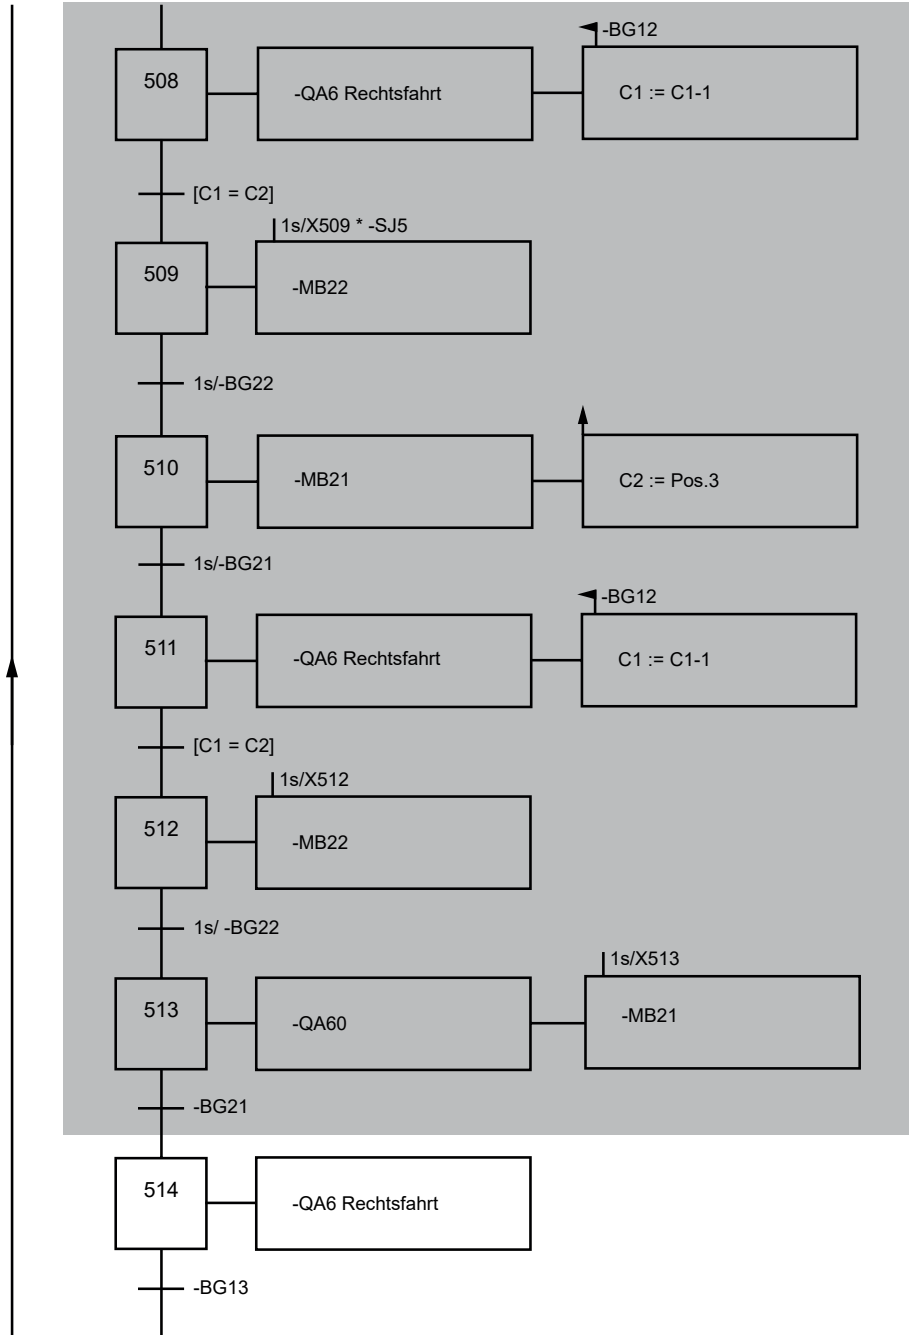 -BG12
508
-QA6 Rechtsfahrt
C1 := C1-1
[C1 = C2]
1s/X509 * -SJ5
509
-MB22
1s/-BG22
510
-MB21
C2 := Pos.3
1s/-BG21
-BG12
511
-QA6 Rechtsfahrt
C1 := C1-1
[C1 = C2]
1s/X512
512
-MB22
1s/ -BG22
1s/X513
513
-QA60
-MB21
-BG21
514
-QA6 Rechtsfahrt
-BG13